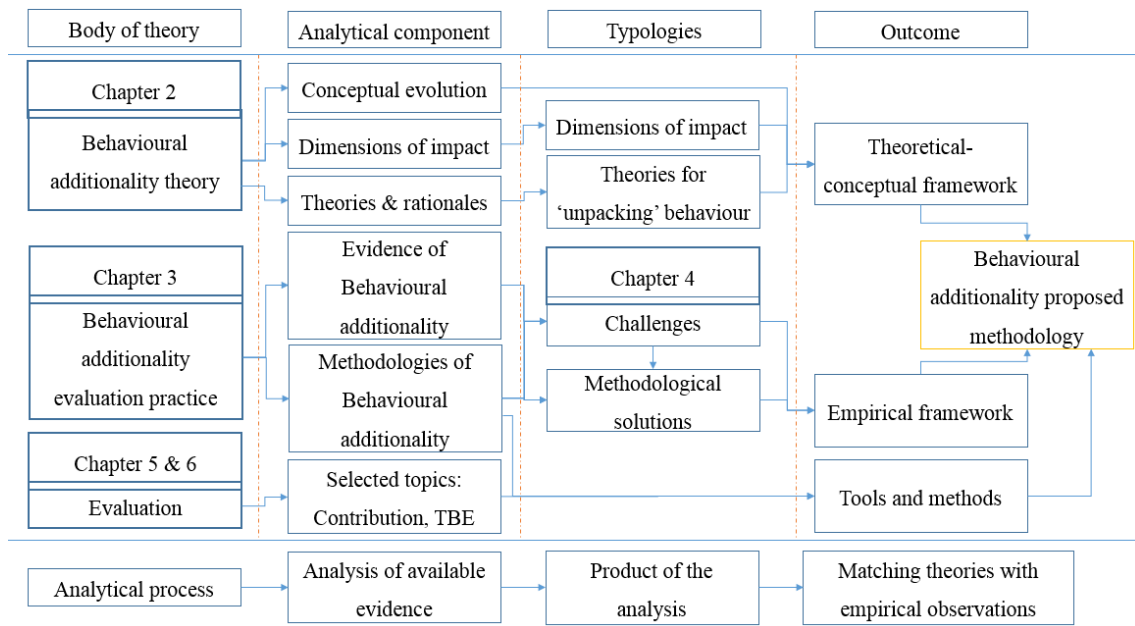 Body of theory
Analytical component
Typologies
Outcome
Chapter 2
Behavioural
additionality theory
Conceptual evolution
Dimensions of impact
Theories & rationales
Dimensions of impact
Theories for
‘unpacking’ behaviour
Theoretical-
conceptual framework
Chapter 3
Behavioural
additionality
evaluation practice
Evidence of
Behavioural
additionality
Methodologies of
Behavioural
additionality
Chapter 4
Challenges
Methodological
solutions
Behavioural
additionality proposed
methodology
Empirical framework
Chapter 5 & 6
Evaluation
Selected topics:
Contribution, TBE
Tools and methods
Analytical process
Analysis of available
evidence
Product of the
analysis
Matching theories with
empirical observations